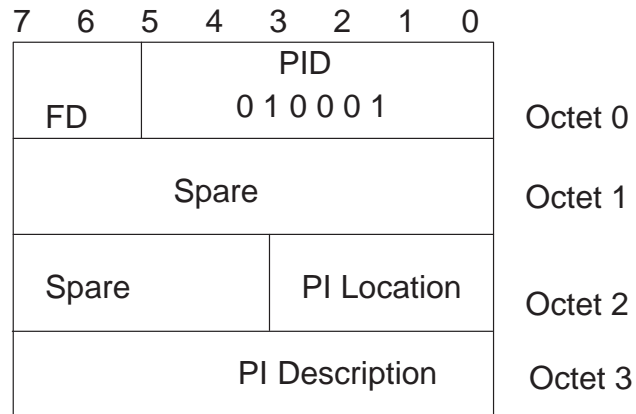 7 6 5 4 3 2 1 0
PID
FD 0 1 0 0 0 1 Octet 0
Spare Octet 1
Spare PI Location Octet 2
PI Description Octet 3